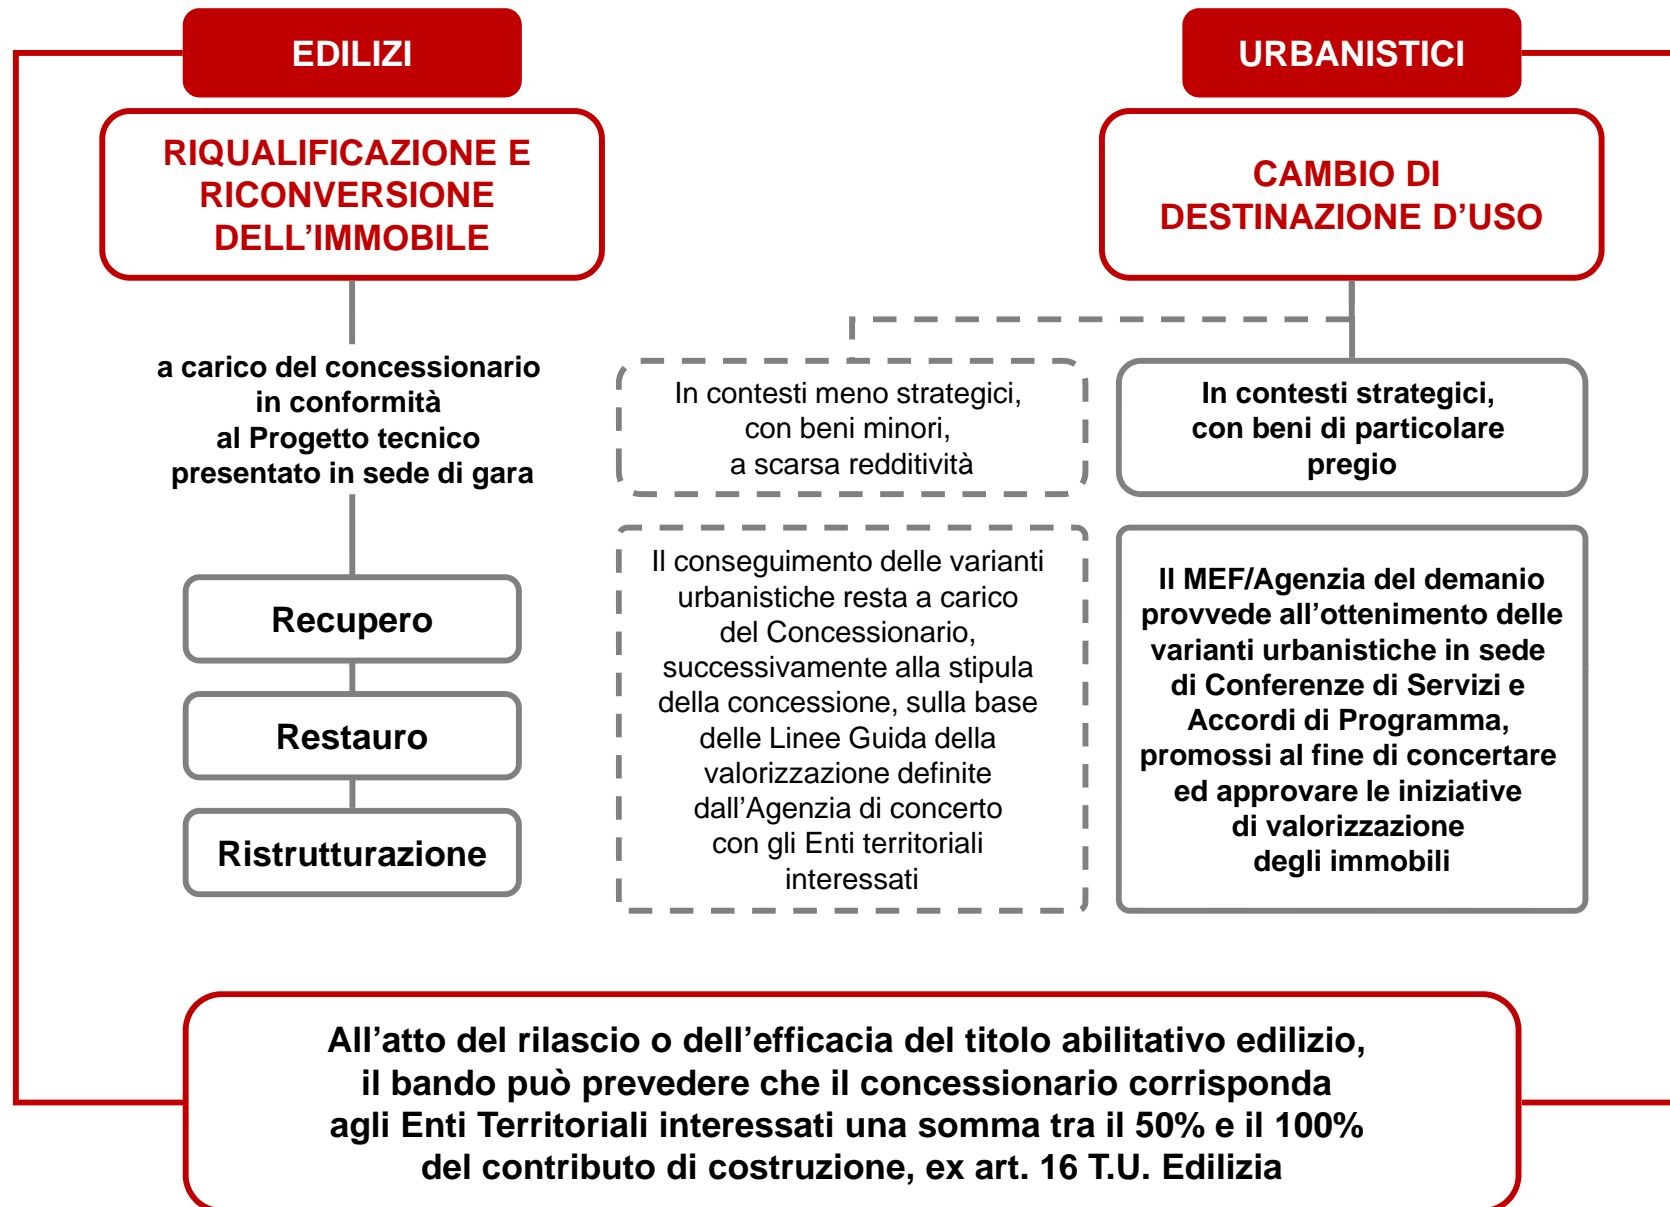 EDILIZI
RIQUALIFICAZIONE E
RICONVERSIONE
DELL’IMMOBILE
a carico del concessionario
in conformità
al Progetto tecnico
presentato in sede di gara
Recupero
Restauro
Ristrutturazione
URBANISTICI
CAMBIO DI
DESTINAZIONE D’USO
In contesti meno strategici,
con beni minori,
a scarsa redditività
Il conseguimento delle varianti
urbanistiche resta a carico
del Concessionario,
successivamente alla stipula
della concessione, sulla base
delle Linee Guida della
valorizzazione definite
dall’Agenzia di concerto
con gli Enti territoriali
interessati
In contesti strategici,
con beni di particolare
pregio
Il MEF/Agenzia del demanio
provvede all’ottenimento delle
varianti urbanistiche in sede
di Conferenze di Servizi e
Accordi di Programma,
promossi al fine di concertare
ed approvare le iniziative
di valorizzazione
degli immobili
All’atto del rilascio o dell’efficacia del titolo abilitativo edilizio,
il bando può prevedere che il concessionario corrisponda
agli Enti Territoriali interessati una somma tra il 50% e il 100%
del contributo di costruzione, ex art. 16 T.U. Edilizia